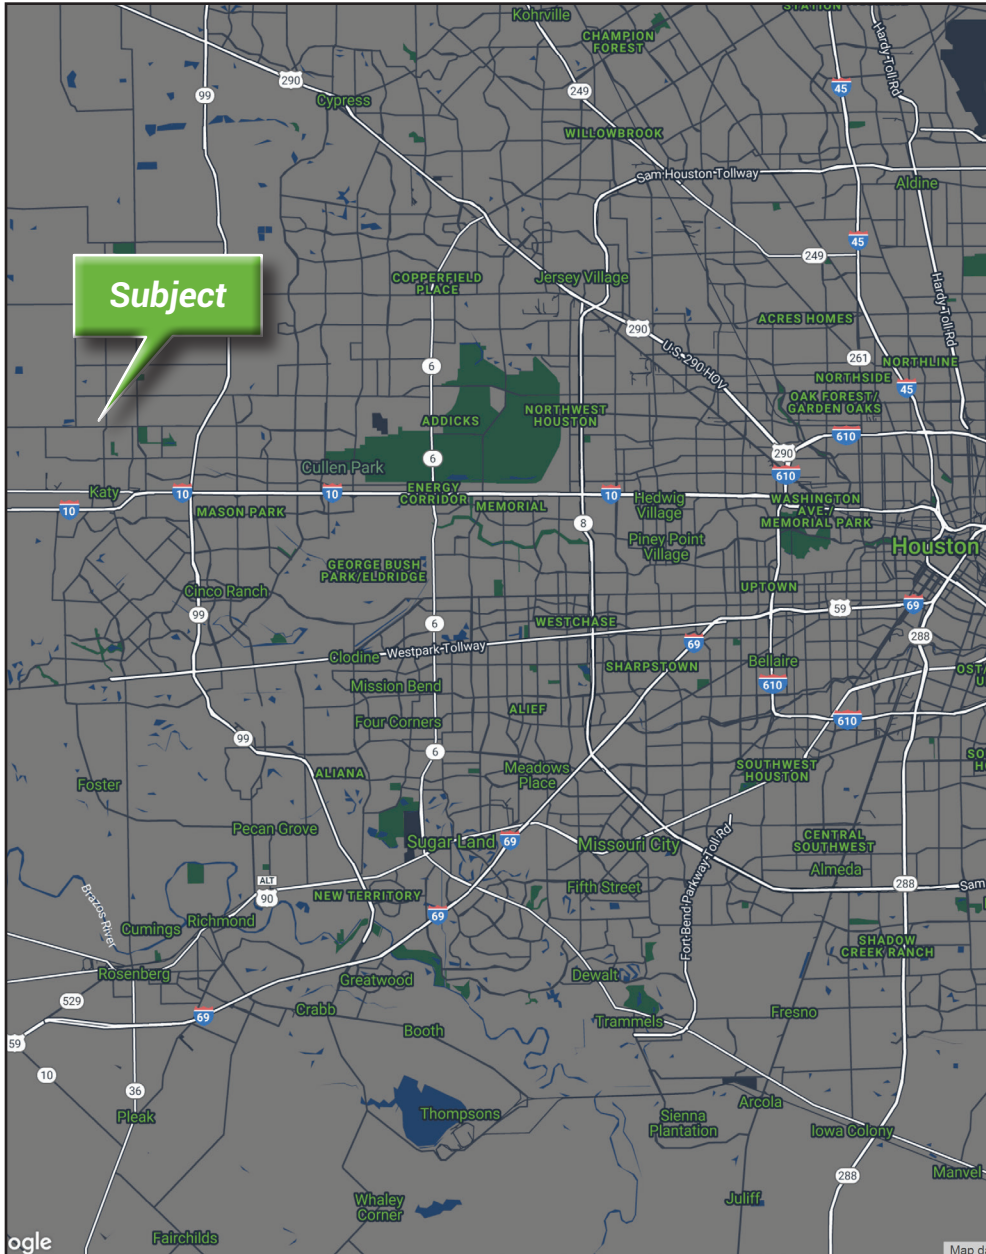 Kohrville
STATION
CHAMPION
FOREST
Hardy Toll Rd
290
99
249
45
Cypress
WILLOWBROOK
Sam Houston Tollway
Aldine
45
249
Subject
COPPERFIELD
PLACE
Jersey Village
Hardy Toll Rd
ACRES HOMES
290
U.S. 290 HOV
261
NORTHLINE
6
NORTHSIDE
45
OAK FOREST/
GARDEN OAKS
NORTHWEST
HOUSTON
ADDICKS
610
290
6
Cullen Park
610
Katy
10
10
ENERGY
CORRIDOR
10
Hedwig
Village
WASHINGTON
AVE /
MEMORIAL PARK
10
MASON PARK
MEMORIAL
8
Piney Point
Village
Houston
GEORGE BUSH
PARK/ELDRIDGE
UPTOWN
Cinco Ranch
99
59
69
6
WESTCHASE
288
Westpark Tollway
69
Clodine
SHARPSTOWN
Bellaire
OST/
U
Mission Bend
610
ALIEF
Four Corners
610
99
6
SO
H
ALIANA
Meadows
Place
SOUTHWEST
HOUSTON
Foster
Pecan Grove
Sugar Land
69
Missouri City
CENTRAL
SOUTHWEST
Almeda
ALT
90
NEW TERRITORY
Fifth Street
288
Sam
Brazos River
Fort Bend Parkway Toll Rd
Cumings
Richmond
69
SHADOW
CREEK RANCH
Rosenberg
Greatwood
Dewalt
529
Crabb
69
Booth
Trammels
Fresno
59
10
36
Pleak
Thompsons
Sienna
Plantation
Arcola
Iowa Colony
288
Manvel
Whaley
Corner
Juliff
Fairchilds
ogle
Map da